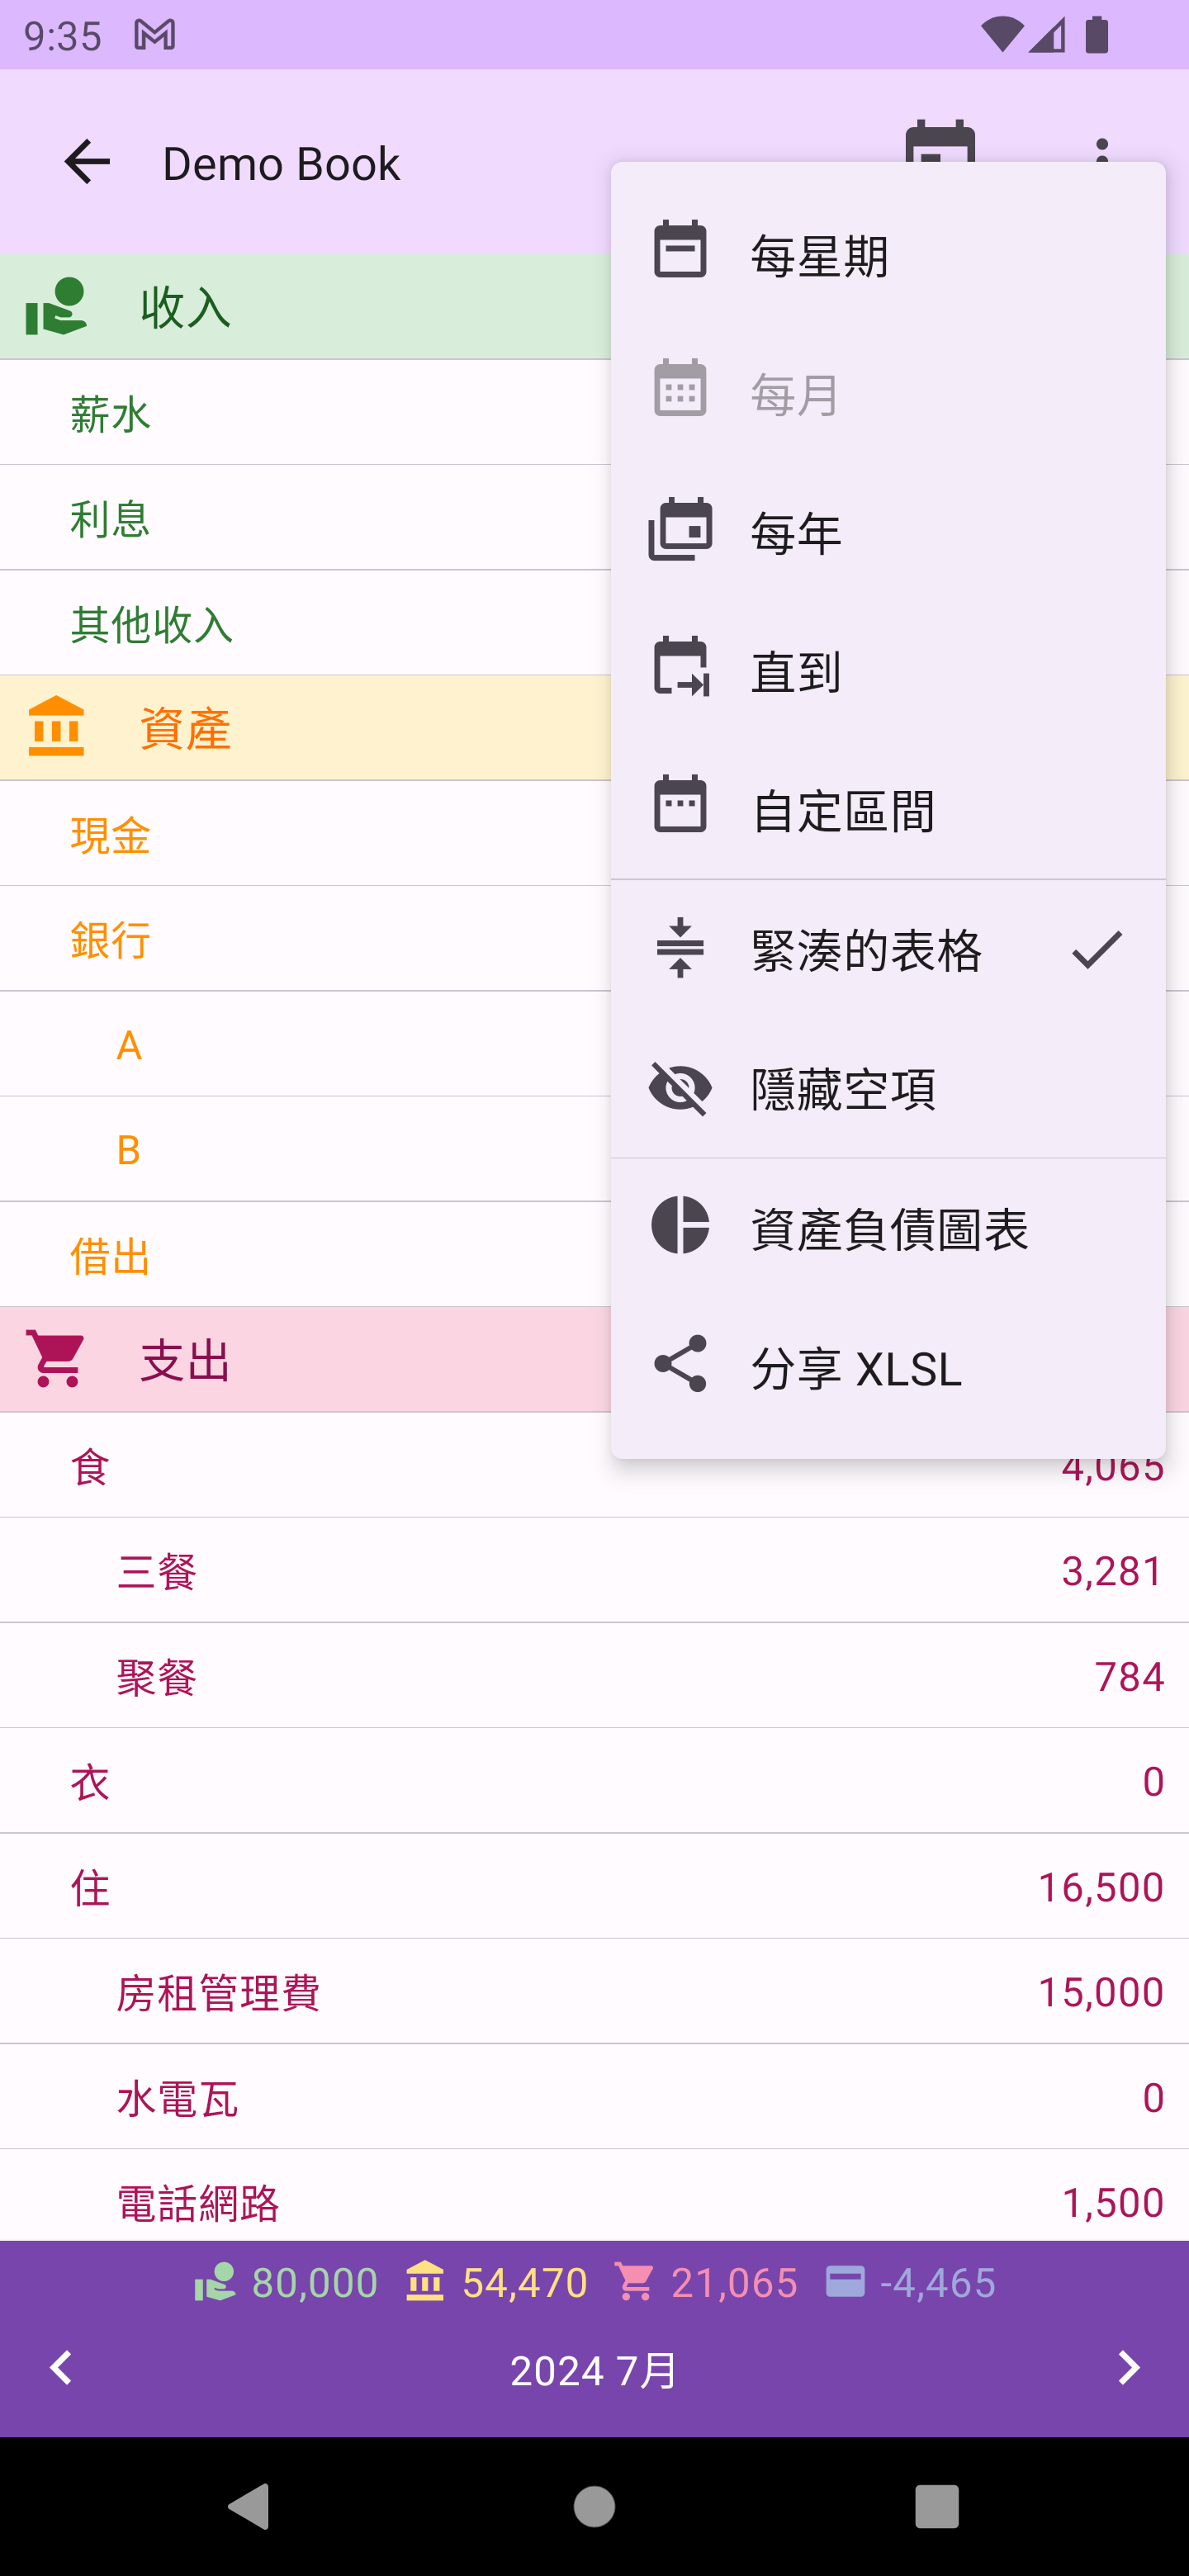 9:35
Demo Book
每星期
每月
每年
直到
自定區間
緊湊的表格
隱藏空項
資產負債圖表
分享 XLSL
收入
薪水
利息
其他收入
資產
現金
銀行
A
B
借出
支出
食 4,065
三餐 3,281
聚餐 784
衣 0
住 16,500
房租管理費 15,000
水電瓦 0
電話網路 1,500
80,000 54,470 21,065 -4,465
2024 7月